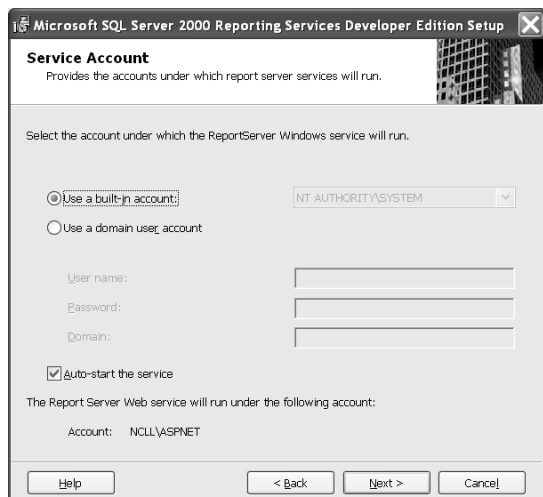 Microsoft SQL Server 2000 Reporting Services Developer Edition Setup
Service Account
Provides the accounts under which report server services will run.
Select the account under which the ReportServer Windows service will run.
Use a built-in account:
NT AUTHORITY\SYSTEM
Use a domain user account
User name:
Password:
Domain:
Auto-start the service
The Report Server Web service will run under the following account:
Account: NCLL\ASPNET
Help
< Back
Next >
Cancel